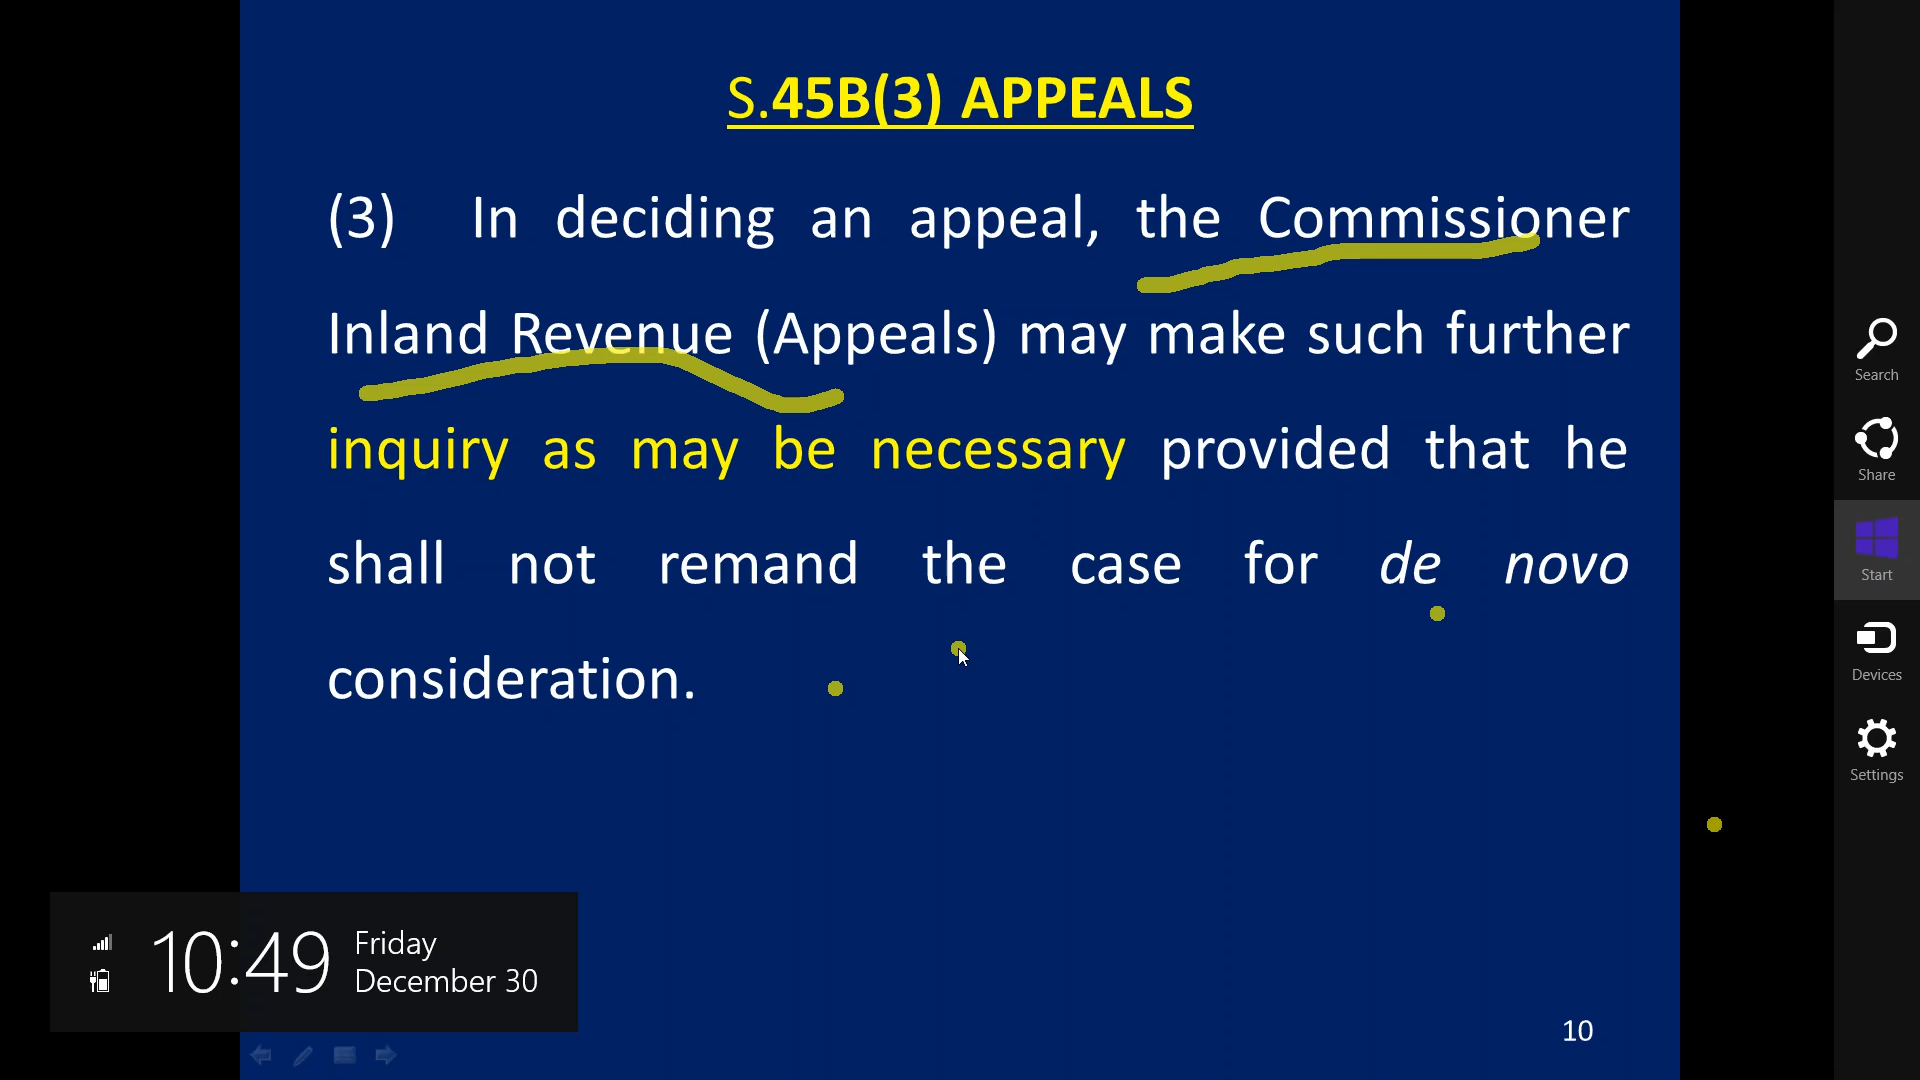 S.45B(3) APPEALS
(3) In deciding an appeal, the Commissioner
Inland Revenue (Appeals) may make such further
inquiry as may be necessary provided that he
shall not remand the case for de novo
consideration.
Search
Share
Start
Devices
Settings
10:49
Friday
December 30
10